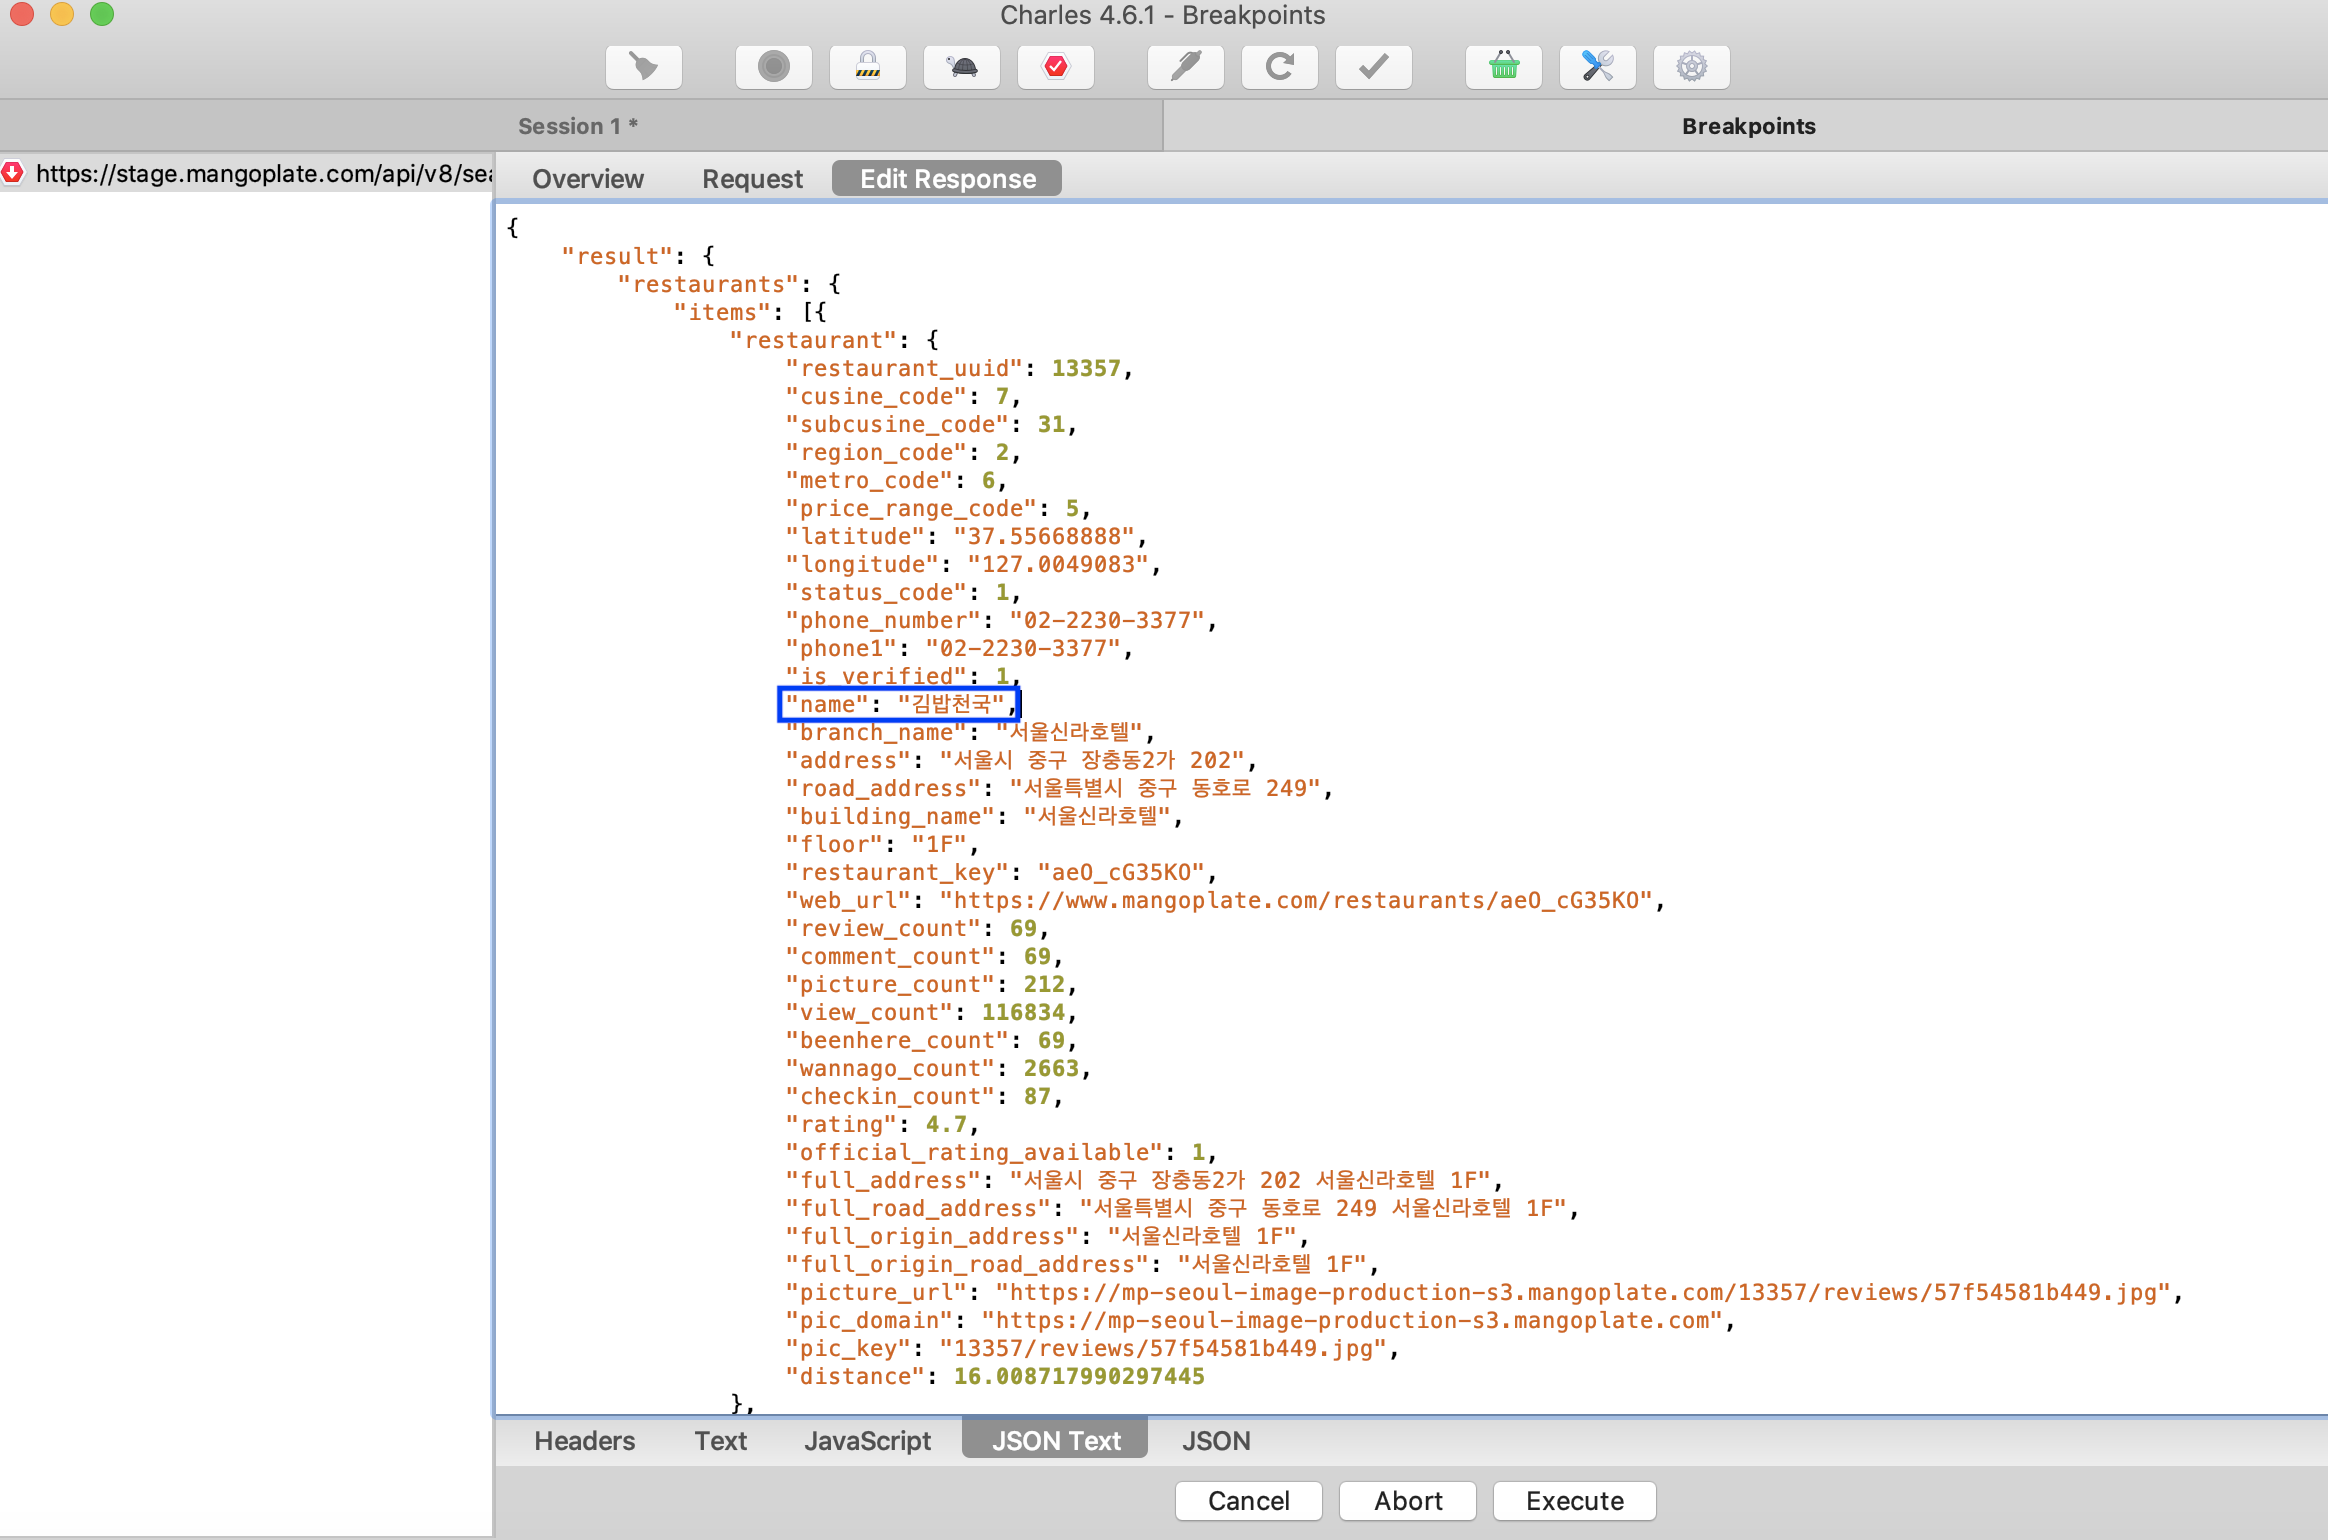 Charles 4.6.1 - Breakpoints
Session 1 *
Breakpoints
https://stage.mangoplate.com/api/v8/sea
Overview
Request
Edit Response
{
"result": {
"restaurants": {
"items": [{
"restaurant": {
"restaurant_uuid": 13357,
"cusine_code": 7,
"subcusine_code": 31,
"region_code": 2,
"metro_code": 6,
"price_range_code": 5,
"latitude": "37.55668888",
"longitude": "127.0049083",
"status_code": 1,
"phone_number": "02-2230-3377",
"phone1": "02-2230-3377",
"is_verified": 1,
"name": "김밥천국",
"branch_name": "서울신라호텔",
"address": "서울시 중구 장충동2가 202",
"road_address": "서울특별시 중구 동호로 249",
"building_name": "서울신라호텔",
"floor": "1F",
"restaurant_key": "aeO_cG35KO",
"web_url": "https://www.mangoplate.com/restaurants/aeO_cG35KO",
"review_count": 69,
"comment_count": 69,
"picture_count": 212,
"view_count": 116834,
"beenhere_count": 69,
"wannago_count": 2663,
"checkin_count": 87,
"rating": 4.7,
"official_rating_available": 1,
"full_address": "서울시 중구 장충동2가 202 서울신라호텔 1F",
"full_road_address": "서울특별시 중구 동호로 249 서울신라호텔 1F",
"full_origin_address": "서울신라호텔 1F",
"full_origin_road_address": "서울신라호텔 1F",
"picture_url": "https://mp-seoul-image-production-s3.mangoplate.com/13357/reviews/57f54581b449.jpg",
"pic_domain": "https://mp-seoul-image-production-s3.mangoplate.com",
"pic_key": "13357/reviews/57f54581b449.jpg",
"distance": 16.008717990297445
},
Headers
Text
JavaScript
JSON Text
JSON
Cancel
Abort
Execute